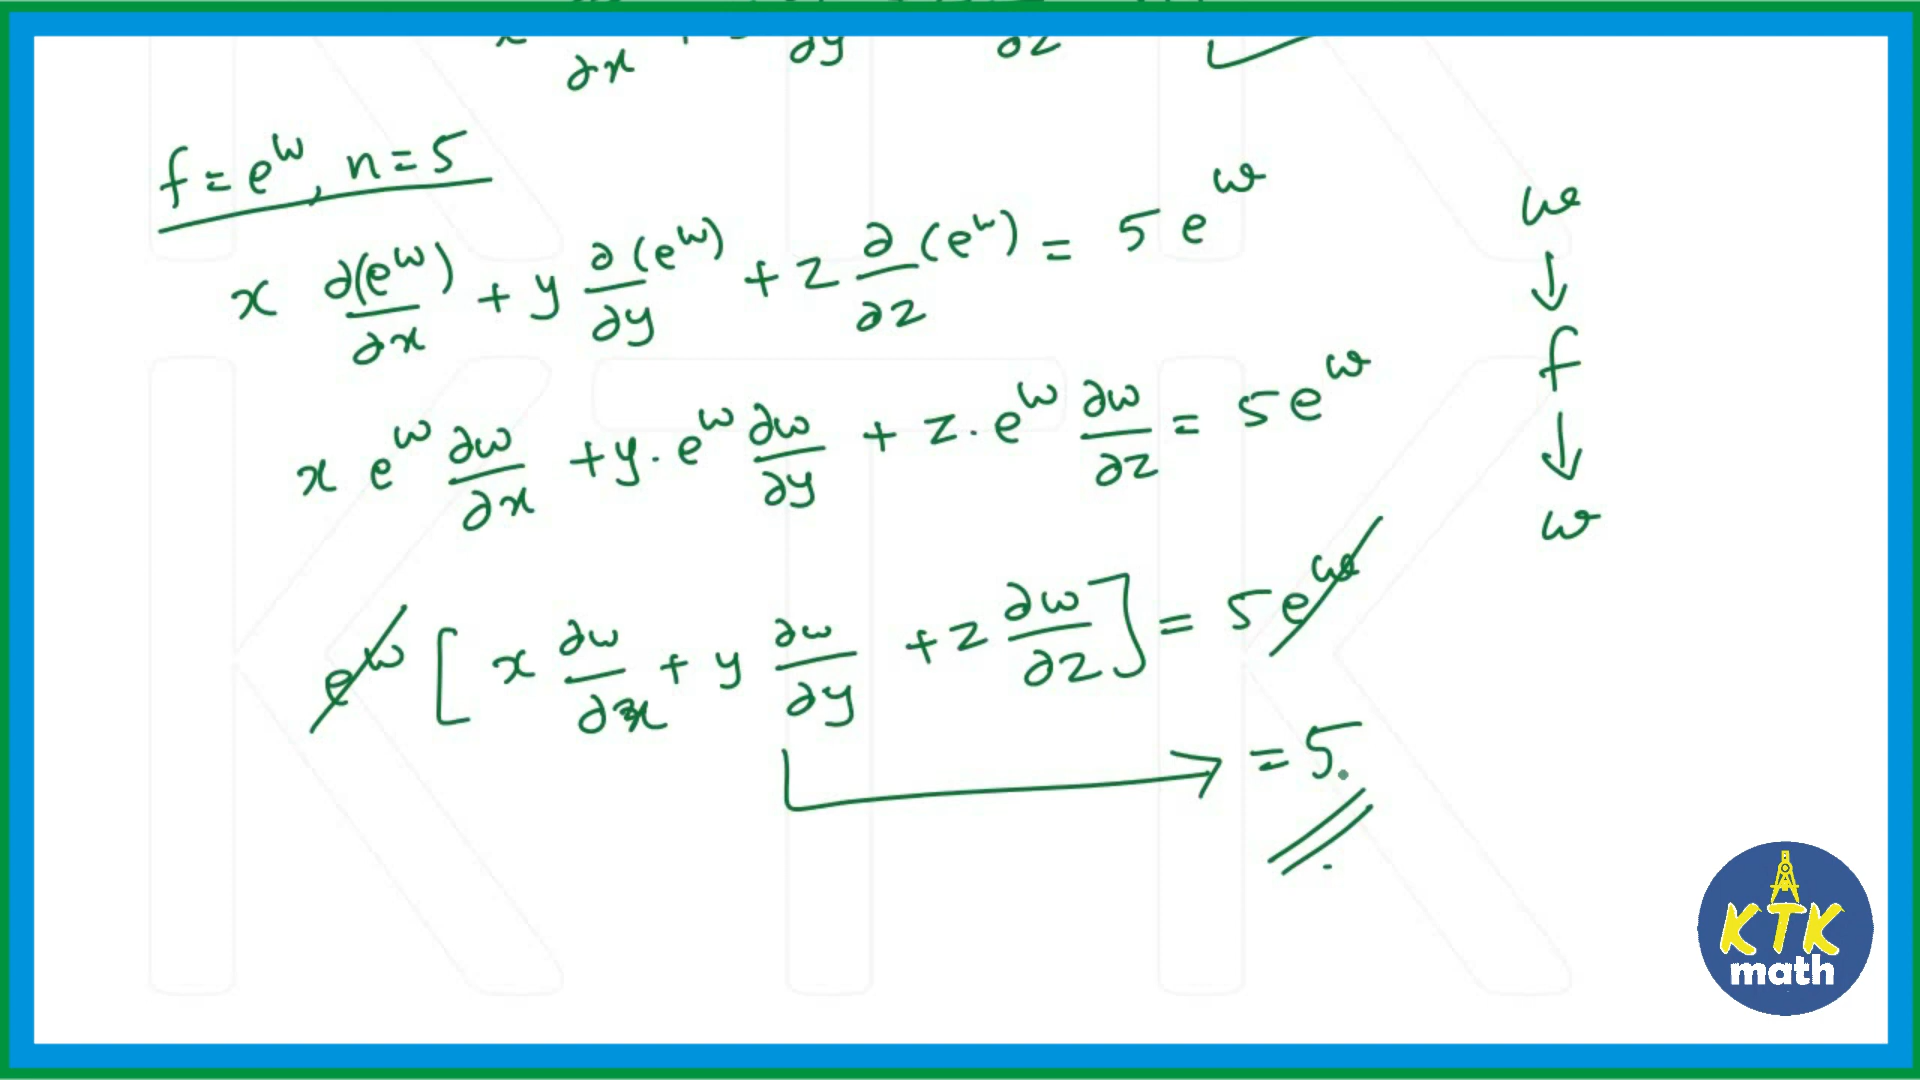 ∂x ∂y ∂z
f = e^w, n = 5
x ∂(e^w)/∂x + y ∂(e^w)/∂y + z ∂(e^w)/∂z = 5 e^w
x e^w ∂w/∂x + y · e^w ∂w/∂y + z · e^w ∂w/∂z = 5 e^w
e^w [ x ∂w/∂x + y ∂w/∂y + z ∂w/∂z ] = 5 e^w
= 5.
w
↓
f
↓
w
KTK
math